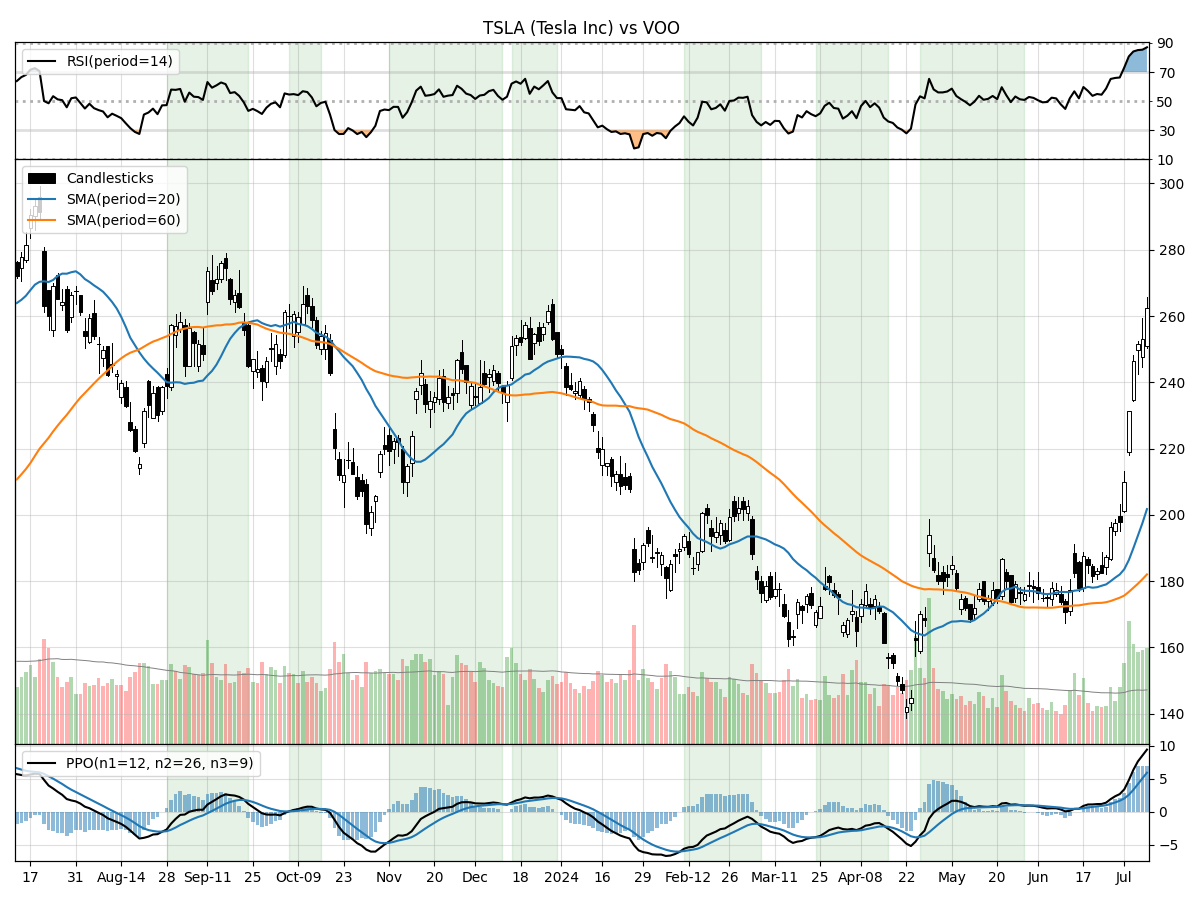 TSLA (Tesla Inc) vs VOO
RSI(period=14)
90
70
50
30
10
Candlesticks
SMA(period=20)
SMA(period=60)
300
280
260
240
220
200
180
160
140
PPO(n1=12, n2=26, n3=9)
10
5
0
−5
17 31 Aug-14 28 Sep-11 25 Oct-09 23 Nov 20 Dec 18 2024 16 29 Feb-12 26 Mar-11 25 Apr-08 22 May 20 Jun 17 Jul